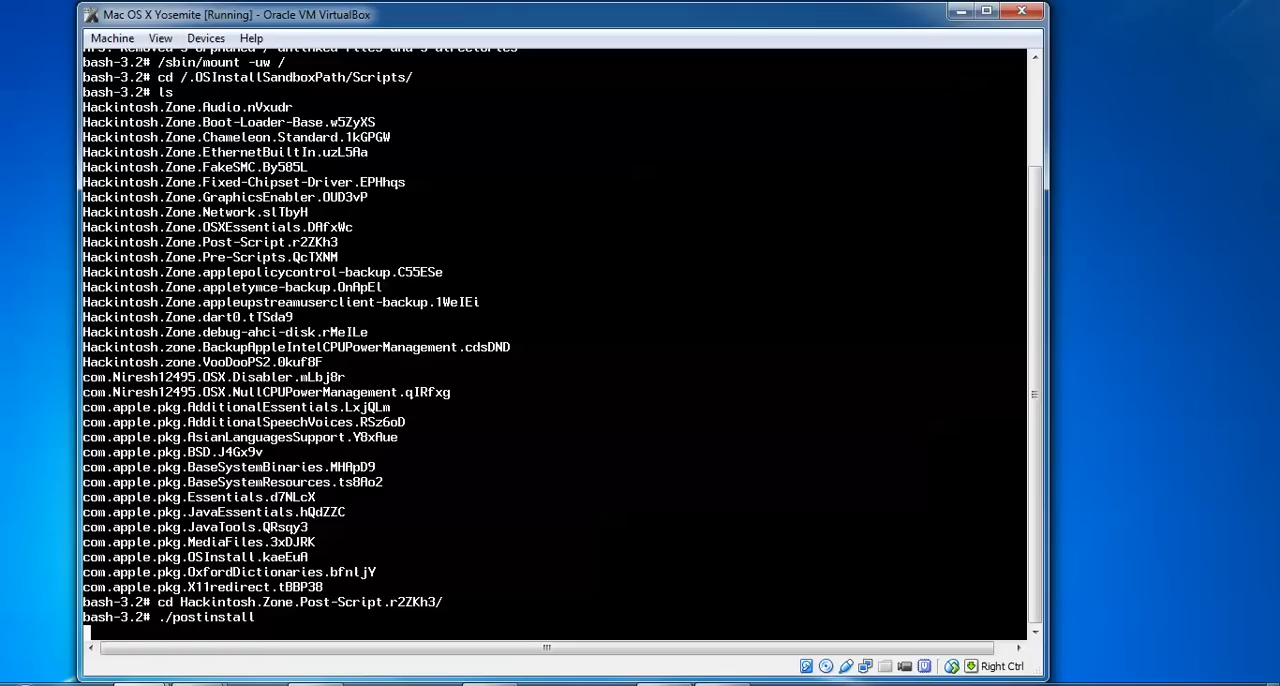 Mac OS X Yosemite [Running] - Oracle VM VirtualBox
Machine View Devices Help
hfs: Removed 3 orphaned / unlinked files and 3 directories
bash-3.2# /sbin/mount -uw /
bash-3.2# cd /.OSInstallSandboxPath/Scripts/
bash-3.2# ls
Hackintosh.Zone.Audio.nVxudr
Hackintosh.Zone.Boot-Loader-Base.w5ZyXS
Hackintosh.Zone.Chameleon.Standard.1kGPGW
Hackintosh.Zone.EthernetBuiltIn.uzL5Aa
Hackintosh.Zone.FakeSMC.By585L
Hackintosh.Zone.Fixed-Chipset-Driver.EPHhqs
Hackintosh.Zone.GraphicsEnabler.OUD3vP
Hackintosh.Zone.Network.slTbyH
Hackintosh.Zone.OSXEssentials.DAfxWc
Hackintosh.Zone.Post-Script.r2ZKh3
Hackintosh.Zone.Pre-Scripts.QcTXNM
Hackintosh.Zone.applepolicycontrol-backup.C55ESe
Hackintosh.Zone.appletymce-backup.OnApEl
Hackintosh.Zone.appleupstreamuserclient-backup.1WeIEi
Hackintosh.Zone.dart0.tTSda9
Hackintosh.Zone.debug-ahci-disk.rMeILe
Hackintosh.zone.BackupAppleIntelCPUPowerManagement.cdsDND
Hackintosh.zone.VooDooPS2.0kuf8F
com.Niresh12495.OSX.Disabler.mLbj8r
com.Niresh12495.OSX.NullCPUPowerManagement.qIRfxg
com.apple.pkg.AdditionalEssentials.LxjQLm
com.apple.pkg.AdditionalSpeechVoices.RSz6oD
com.apple.pkg.AsianLanguagesSupport.Y8xAue
com.apple.pkg.BSD.J4Gx9v
com.apple.pkg.BaseSystemBinaries.MHApD9
com.apple.pkg.BaseSystemResources.ts8Ao2
com.apple.pkg.Essentials.d7NLcX
com.apple.pkg.JavaEssentials.hQdZZC
com.apple.pkg.JavaTools.QRsqy3
com.apple.pkg.MediaFiles.3xDJRK
com.apple.pkg.OSInstall.kaeEuA
com.apple.pkg.OxfordDictionaries.bfnljY
com.apple.pkg.X11redirect.tBBP38
bash-3.2# cd Hackintosh.Zone.Post-Script.r2ZKh3/
bash-3.2# ./postinstall
Right Ctrl